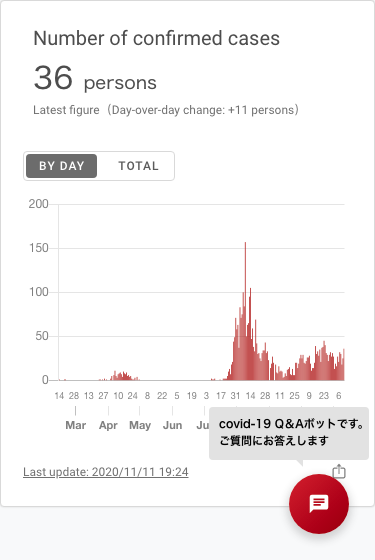 Number of confirmed cases
36 persons
Latest figure（Day-over-day change: +11 persons）
BY DAY TOTAL
200
150
100
50
0
14 28 13 27 10 24 8 22 5 19 3 31 14 28 11 25 9 23 6
Mar Apr May Jun
covid-19 Q&Aボットです。
ご質問にお答えします
Last update: 2020/11/11 19:24